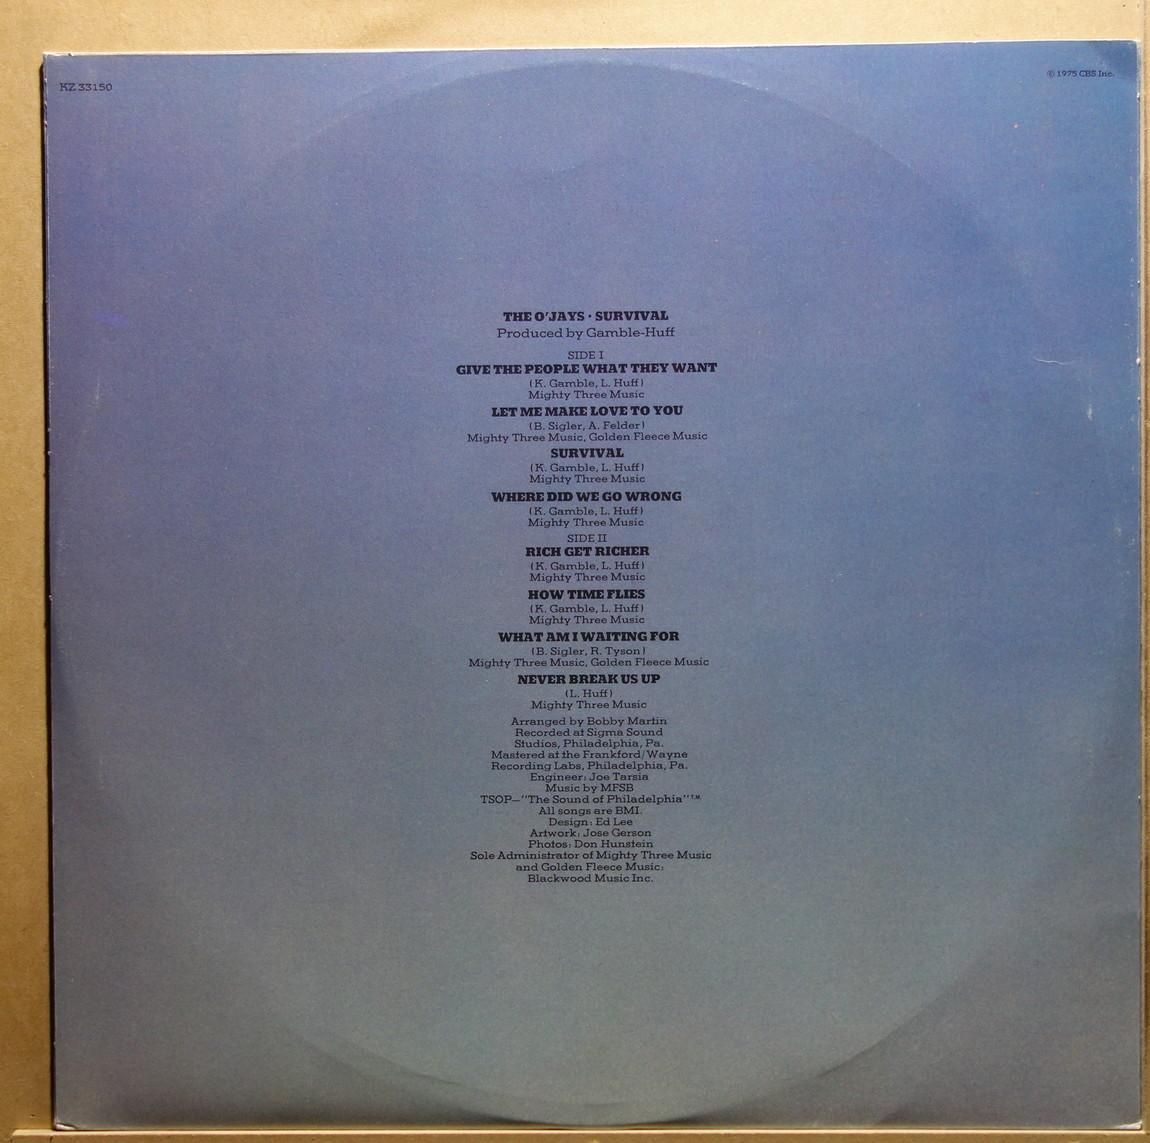 KZ 33150
© 1975 CBS Inc.
THE O'JAYS · SURVIVAL
Produced by Gamble-Huff
SIDE I
GIVE THE PEOPLE WHAT THEY WANT
(K. Gamble, L. Huff)
Mighty Three Music
LET ME MAKE LOVE TO YOU
(B. Sigler, A. Felder)
Mighty Three Music, Golden Fleece Music
SURVIVAL
(K. Gamble, L. Huff)
Mighty Three Music
WHERE DID WE GO WRONG
(K. Gamble, L. Huff)
Mighty Three Music
SIDE II
RICH GET RICHER
(K. Gamble, L. Huff)
Mighty Three Music
HOW TIME FLIES
(K. Gamble, L. Huff)
Mighty Three Music
WHAT AM I WAITING FOR
(B. Sigler, R. Tyson)
Mighty Three Music, Golden Fleece Music
NEVER BREAK US UP
(L. Huff)
Mighty Three Music
Arranged by Bobby Martin
Recorded at Sigma Sound
Studios, Philadelphia, Pa.
Mastered at the Frankford/Wayne
Recording Labs, Philadelphia, Pa.
Engineer: Joe Tarsia
Music by MFSB
TSOP—"The Sound of Philadelphia"T.M.
All songs are BMI.
Design: Ed Lee
Artwork: Jose Gerson
Photos: Don Hunstein
Sole Administrator of Mighty Three Music
and Golden Fleece Music:
Blackwood Music Inc.